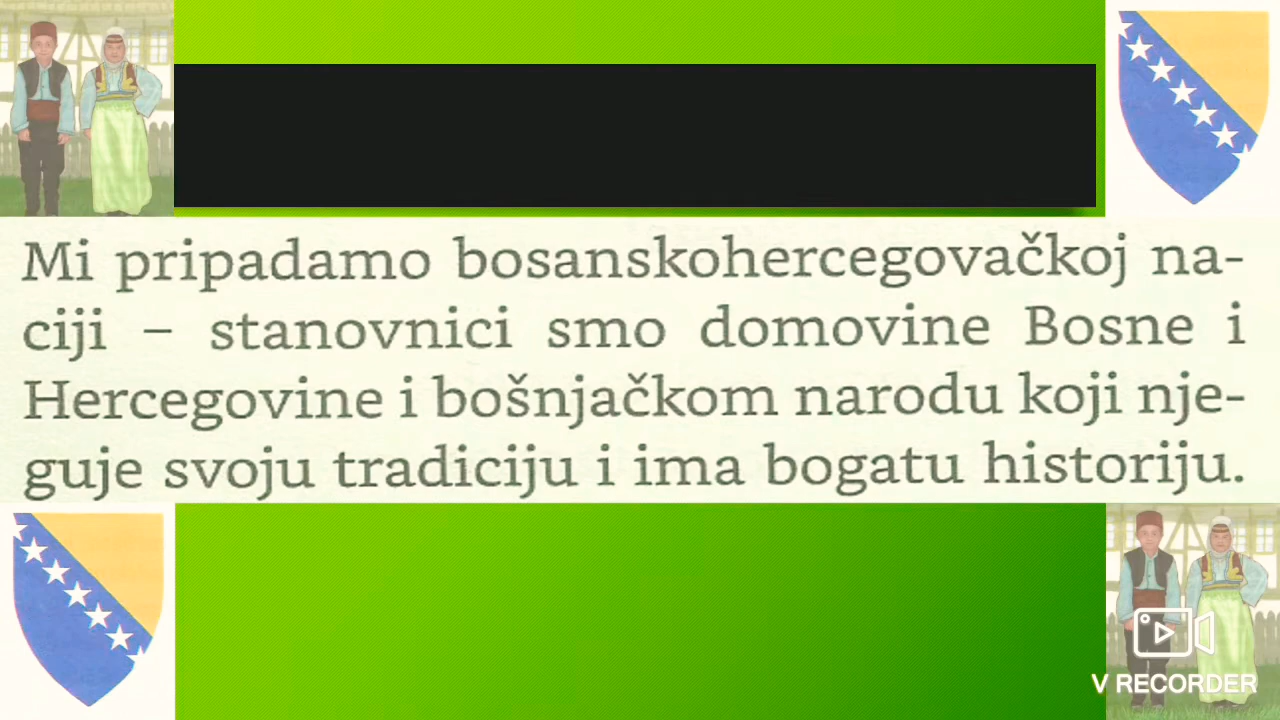 Mi pripadamo bosanskohercegovačkoj na-
ciji – stanovnici smo domovine Bosne i
Hercegovine i bošnjačkom narodu koji nje-
guje svoju tradiciju i ima bogatu historiju.
V RECORDER